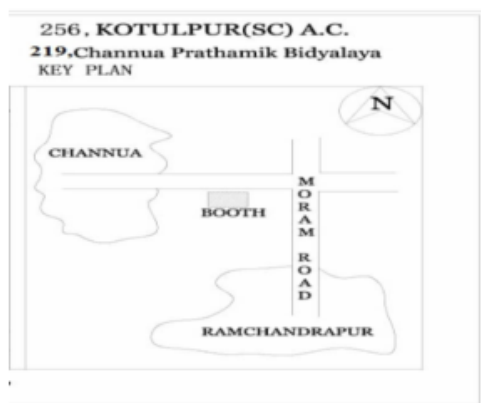 256, KOTULPUR(SC) A.C.
219,Channua Prathamik Bidyalaya
KEY PLAN
N
CHANNUA
BOOTH
MORAM ROAD
RAMCHANDRAPUR